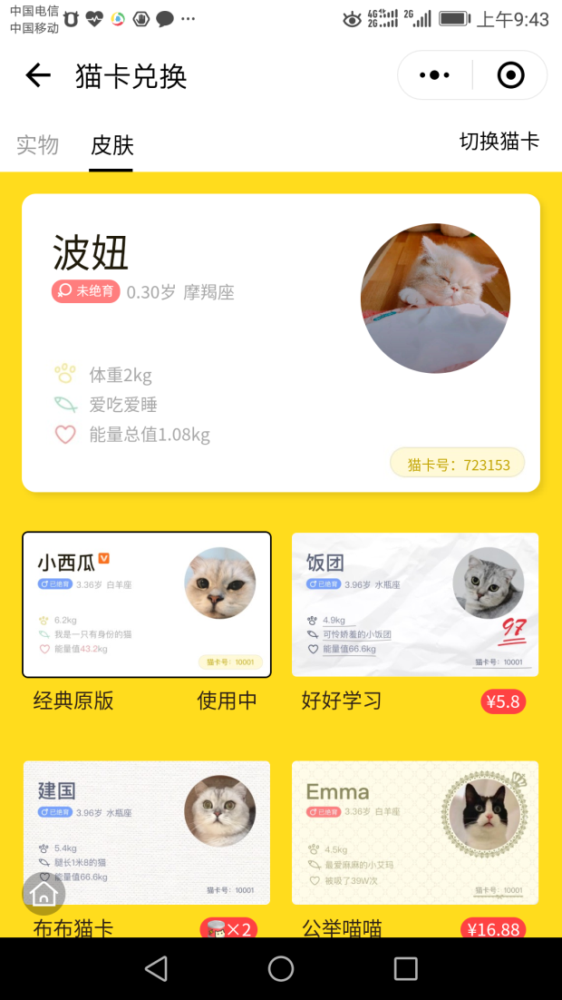 中国电信
中国移动
4G 2G 2G 上午9:43
猫卡兑换
实物 皮肤 切换猫卡
波妞
未绝育 0.30岁 摩羯座
体重2kg
爱吃爱睡
能量总值1.08kg
猫卡号：723153
小西瓜
已绝育 3.36岁 白羊座
6.2kg
我是一只有身份的猫
能量值43.2kg
猫卡号：10001
经典原版 使用中
饭团
已绝育 3.96岁 水瓶座
4.9kg
可怜娇羞的小饭团
能量值66.6kg
97
猫卡号：10001
好好学习 ¥5.8
建国
已绝育 3.96岁 水瓶座
5.4kg
腿长1米8的猫
能量值66.6kg
猫卡号：10001
布布猫卡 ×2
Emma
已绝育 3.36岁 白羊座
4.5kg
最爱麻麻的小艾玛
被吸了39W次
猫卡号：10001
公举喵喵 ¥16.88